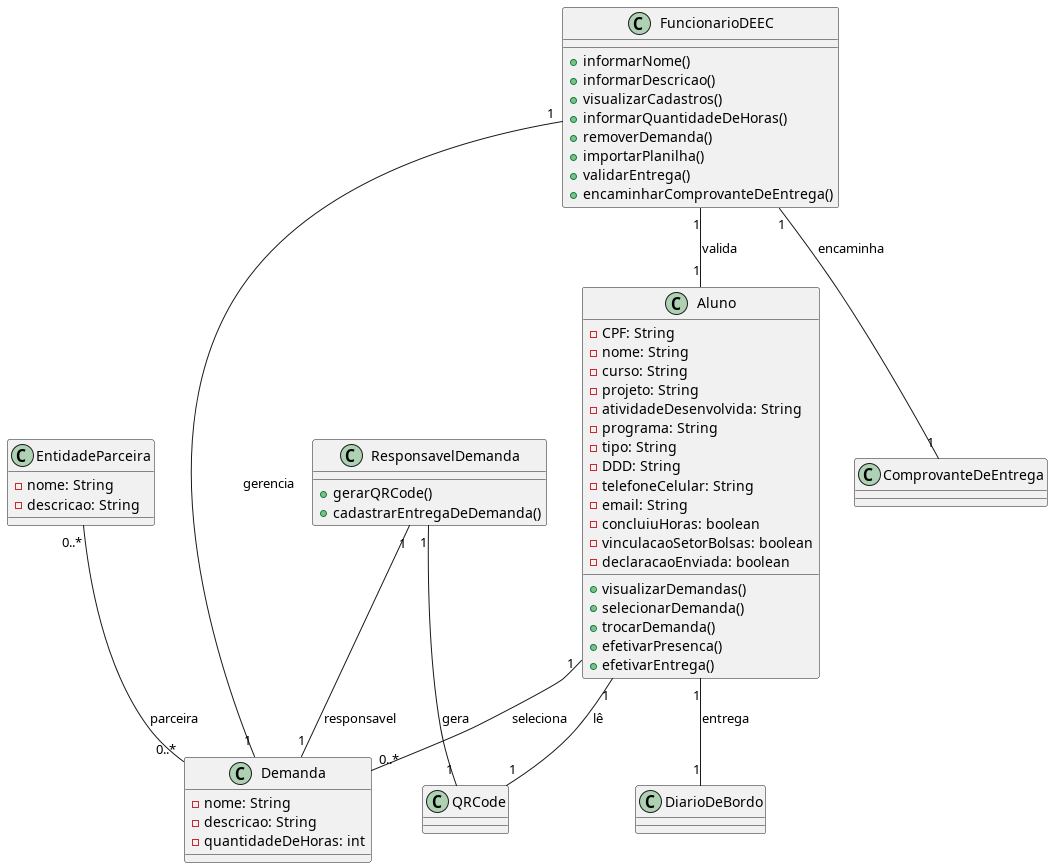 C FuncionarioDEEC
informarNome()
informarDescricao()
visualizarCadastros()
informarQuantidadeDeHoras()
removerDemanda()
importarPlanilha()
validarEntrega()
encaminharComprovanteDeEntrega()
1
1
1
valida
encaminha
1
C Aluno
CPF: String
nome: String
curso: String
projeto: String
atividadeDesenvolvida: String
programa: String
tipo: String
DDD: String
telefoneCelular: String
email: String
concluiuHoras: boolean
vinculacaoSetorBolsas: boolean
declaracaoEnviada: boolean
visualizarDemandas()
selecionarDemanda()
trocarDemanda()
efetivarPresenca()
efetivarEntrega()
1
C ComprovanteDeEntrega
C EntidadeParceira
nome: String
descricao: String
gerencia
C ResponsavelDemanda
gerarQRCode()
cadastrarEntregaDeDemanda()
0..*
1
1
1
1
1
parceira
responsavel
gera
seleciona
lê
entrega
0..*
1
1
0..*
1
1
1
C Demanda
nome: String
descricao: String
quantidadeDeHoras: int
C QRCode
C DiarioDeBordo